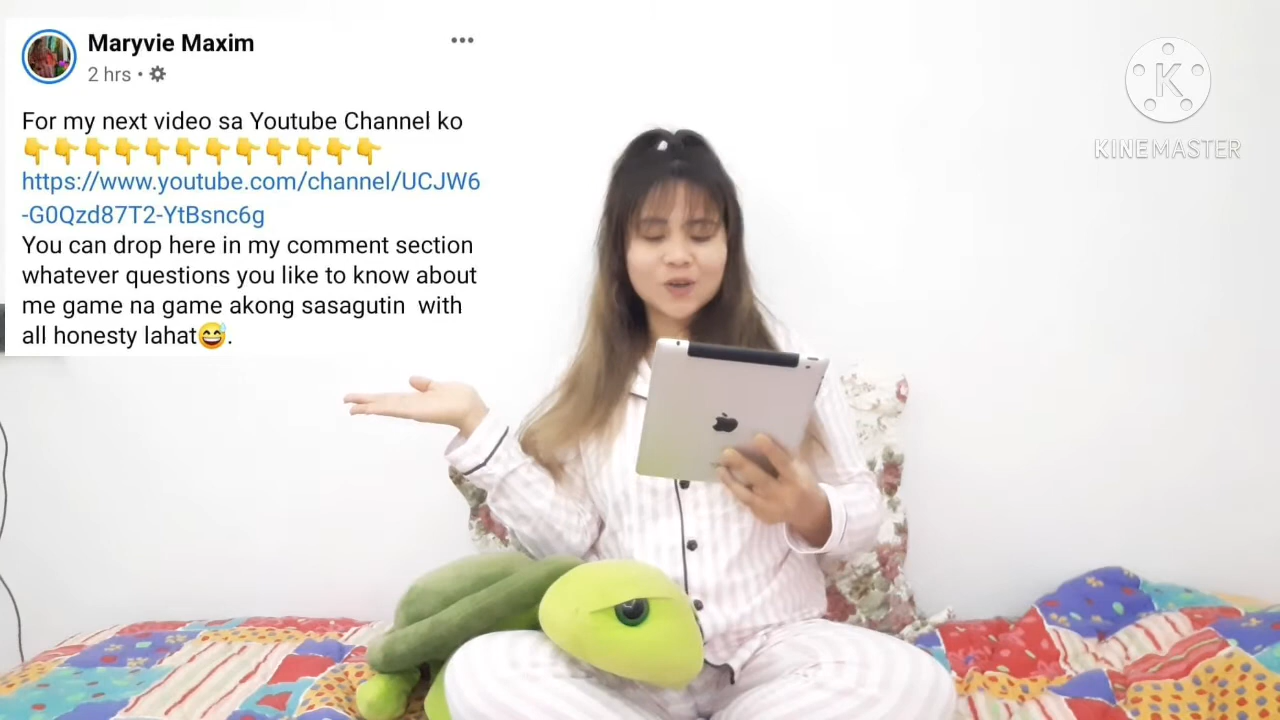 Maryvie Maxim
2 hrs •
For my next video sa Youtube Channel ko
👇👇👇👇👇👇👇👇👇👇👇👇
https://www.youtube.com/channel/UCJW6
-G0Qzd87T2-YtBsnc6g
You can drop here in my comment section
whatever questions you like to know about
me game na game akong sasagutin with
all honesty lahat😅.
K
KINEMASTER